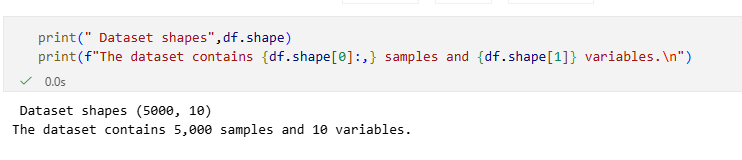 print(" Dataset shapes",df.shape)
print(f"The dataset contains {df.shape[0]:,} samples and {df.shape[1]} variables.\n")
0.0s
Dataset shapes (5000, 10)
The dataset contains 5,000 samples and 10 variables.